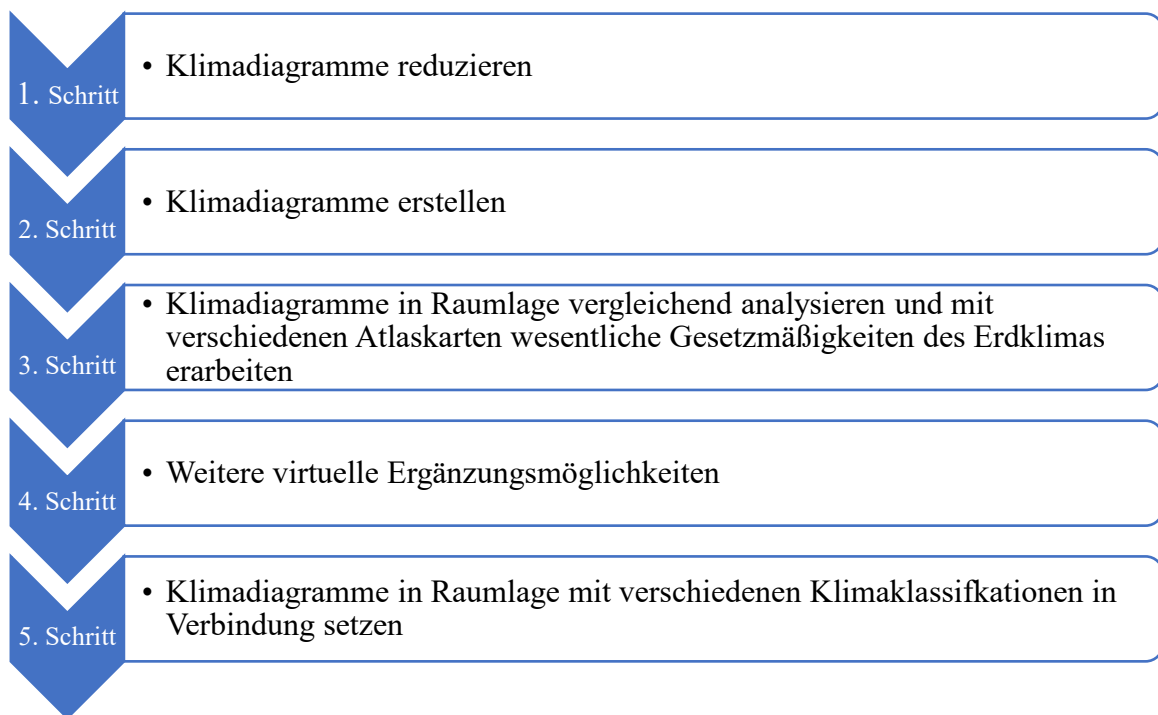 1. Schritt
• Klimadiagramme reduzieren
2. Schritt
• Klimadiagramme erstellen
3. Schritt
• Klimadiagramme in Raumlage vergleichend analysieren und mit
verschiedenen Atlaskarten wesentliche Gesetzmäßigkeiten des Erdklimas
erarbeiten
4. Schritt
• Weitere virtuelle Ergänzungsmöglichkeiten
5. Schritt
• Klimadiagramme in Raumlage mit verschiedenen Klimaklassifkationen in
Verbindung setzen